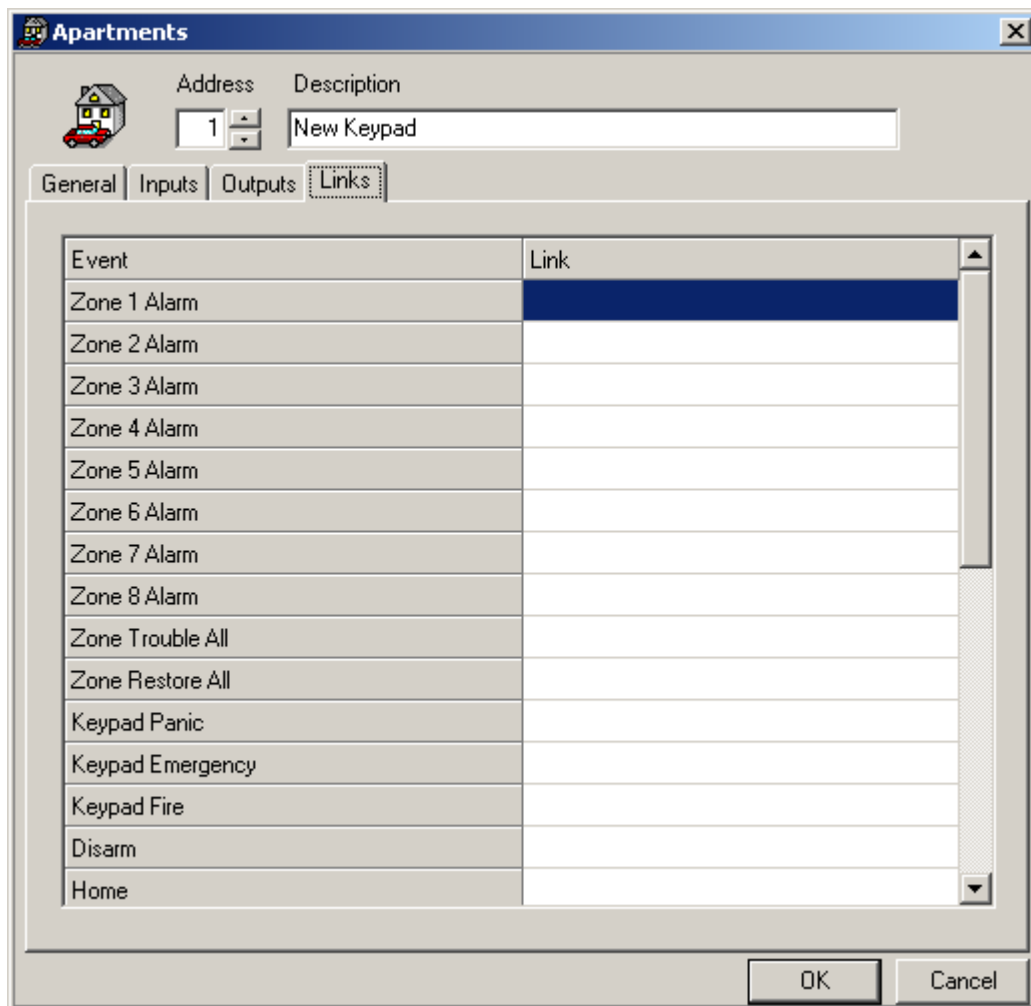 Apartments
Address Description
1 New Keypad
General Inputs Outputs Links
Event Link
Zone 1 Alarm
Zone 2 Alarm
Zone 3 Alarm
Zone 4 Alarm
Zone 5 Alarm
Zone 6 Alarm
Zone 7 Alarm
Zone 8 Alarm
Zone Trouble All
Zone Restore All
Keypad Panic
Keypad Emergency
Keypad Fire
Disarm
Home
OK Cancel